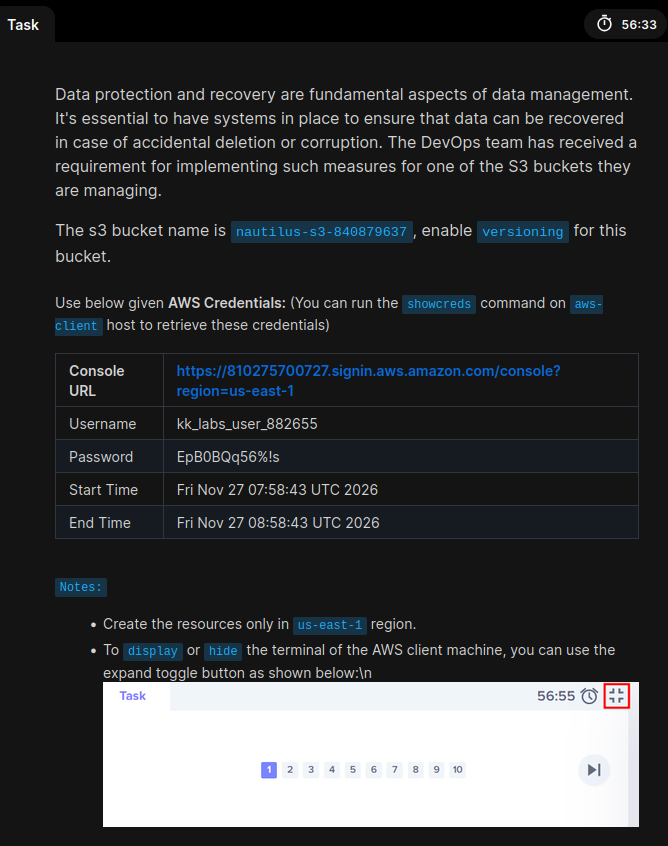 Task
56:33
Data protection and recovery are fundamental aspects of data management.
It's essential to have systems in place to ensure that data can be recovered
in case of accidental deletion or corruption. The DevOps team has received a
requirement for implementing such measures for one of the S3 buckets they
are managing.
The s3 bucket name is nautilus-s3-840879637, enable versioning for this
bucket.
Use below given AWS Credentials: (You can run the showcreds command on aws-
client host to retrieve these credentials)
Console
URL
https://810275700727.signin.aws.amazon.com/console?
region=us-east-1
Username kk_labs_user_882655
Password EpB0BQq56%!s
Start Time Fri Nov 27 07:58:43 UTC 2026
End Time Fri Nov 27 08:58:43 UTC 2026
Notes:
• Create the resources only in us-east-1 region.
• To display or hide the terminal of the AWS client machine, you can use the
expand toggle button as shown below:\n
Task 56:55
1 2 3 4 5 6 7 8 9 10